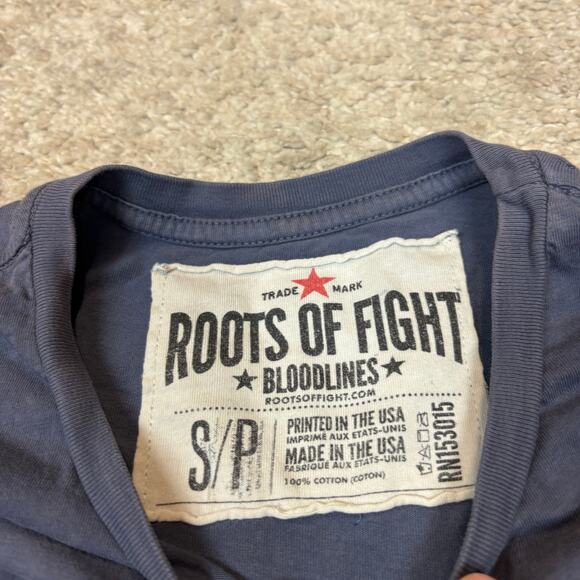 TRADE MARK
ROOTS OF FIGHT
BLOODLINES
ROOTSOFFIGHT.COM
S/P
PRINTED IN THE USA
IMPRIMÉ AUX ETATS-UNIS
MADE IN THE USA
FABRIQUE AUX ETATS-UNIS
100% COTTON (COTON)
RN153015